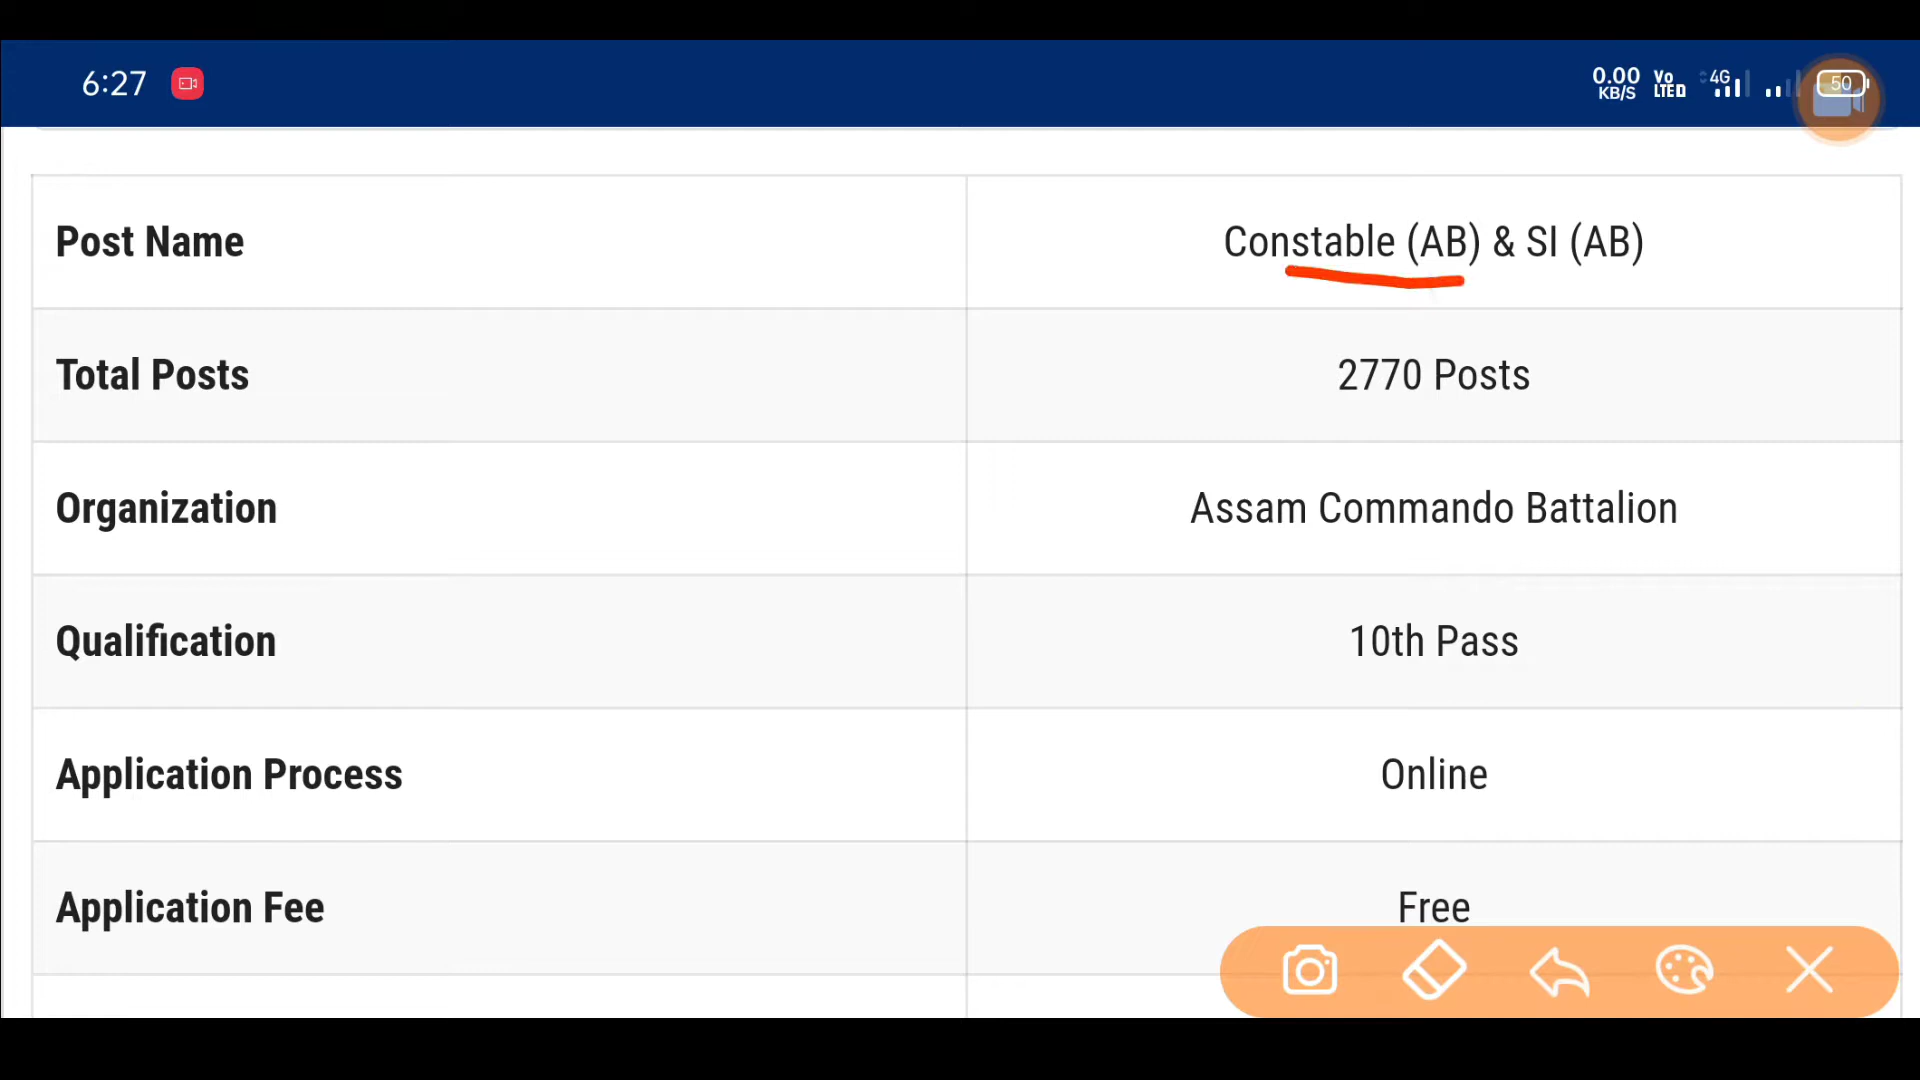 6:27
0.00 KB/S Vo LTE 4G 50
Post Name Constable (AB) & SI (AB)
Total Posts 2770 Posts
Organization Assam Commando Battalion
Qualification 10th Pass
Application Process Online
Application Fee Free